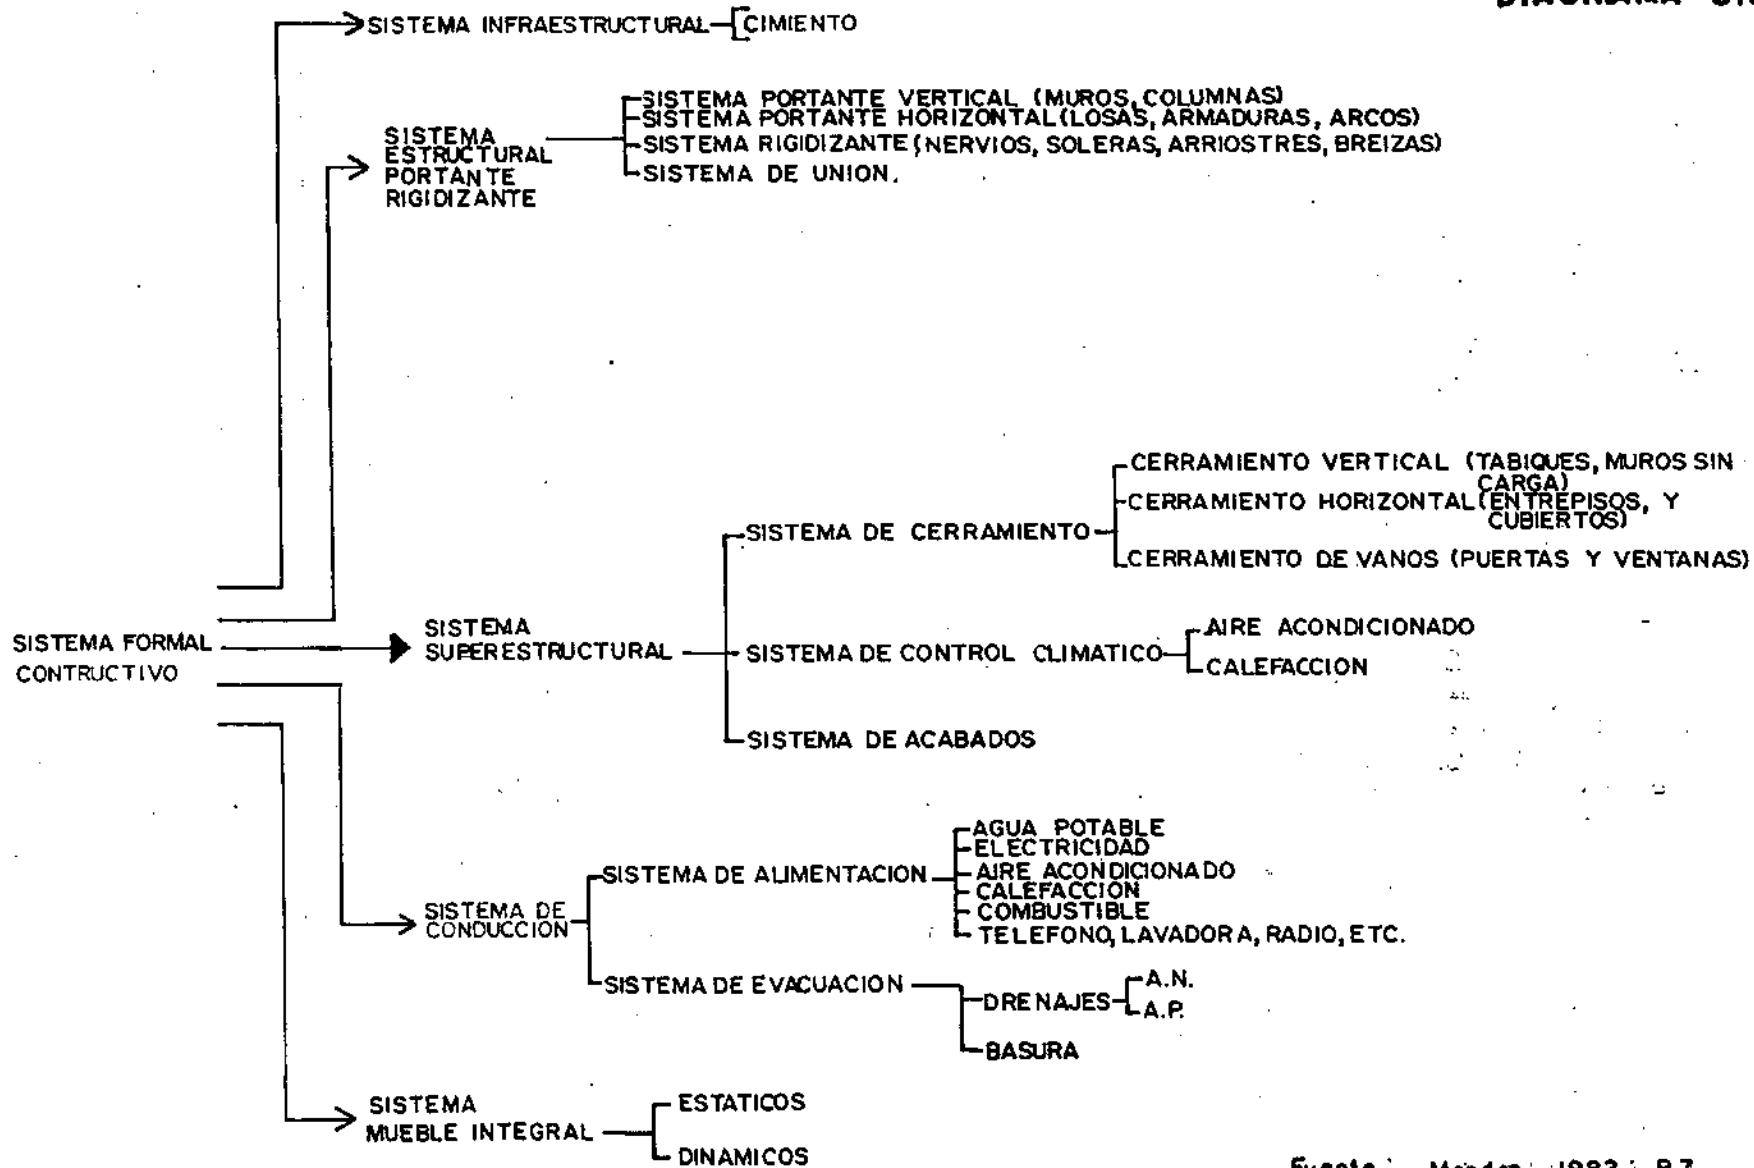 DIAGRAMA
SISTEMA INFRAESTRUCTURAL
CIMIENTO
SISTEMA
ESTRUCTURAL
PORTANTE
RIGIDIZANTE
SISTEMA PORTANTE VERTICAL (MUROS, COLUMNAS)
SISTEMA PORTANTE HORIZONTAL (LOSAS, ARMADURAS, ARCOS)
SISTEMA RIGIDIZANTE (NERVIOS, SOLERAS, ARRIOSTRES, BREIZAS)
SISTEMA DE UNION.
SISTEMA FORMAL
CONTRUCTIVO
SISTEMA
SUPERESTRUCTURAL
SISTEMA DE CERRAMIENTO
CERRAMIENTO VERTICAL (TABIQUES, MUROS SIN
CARGA)
CERRAMIENTO HORIZONTAL (ENTREPISOS, Y
CUBIERTOS)
CERRAMIENTO DE VANOS (PUERTAS Y VENTANAS)
SISTEMA DE CONTROL CLIMATICO
AIRE ACONDICIONADO
CALEFACCION
SISTEMA DE ACABADOS
SISTEMA DE
CONDUCCION
SISTEMA DE ALIMENTACION
AGUA POTABLE
ELECTRICIDAD
AIRE ACONDICIONADO
CALEFACCION
COMBUSTIBLE
TELEFONO, LAVADORA, RADIO, ETC.
SISTEMA DE EVACUACION
DRENAJES
A.N.
A.P.
BASURA
SISTEMA
MUEBLE INTEGRAL
ESTATICOS
DINAMICOS